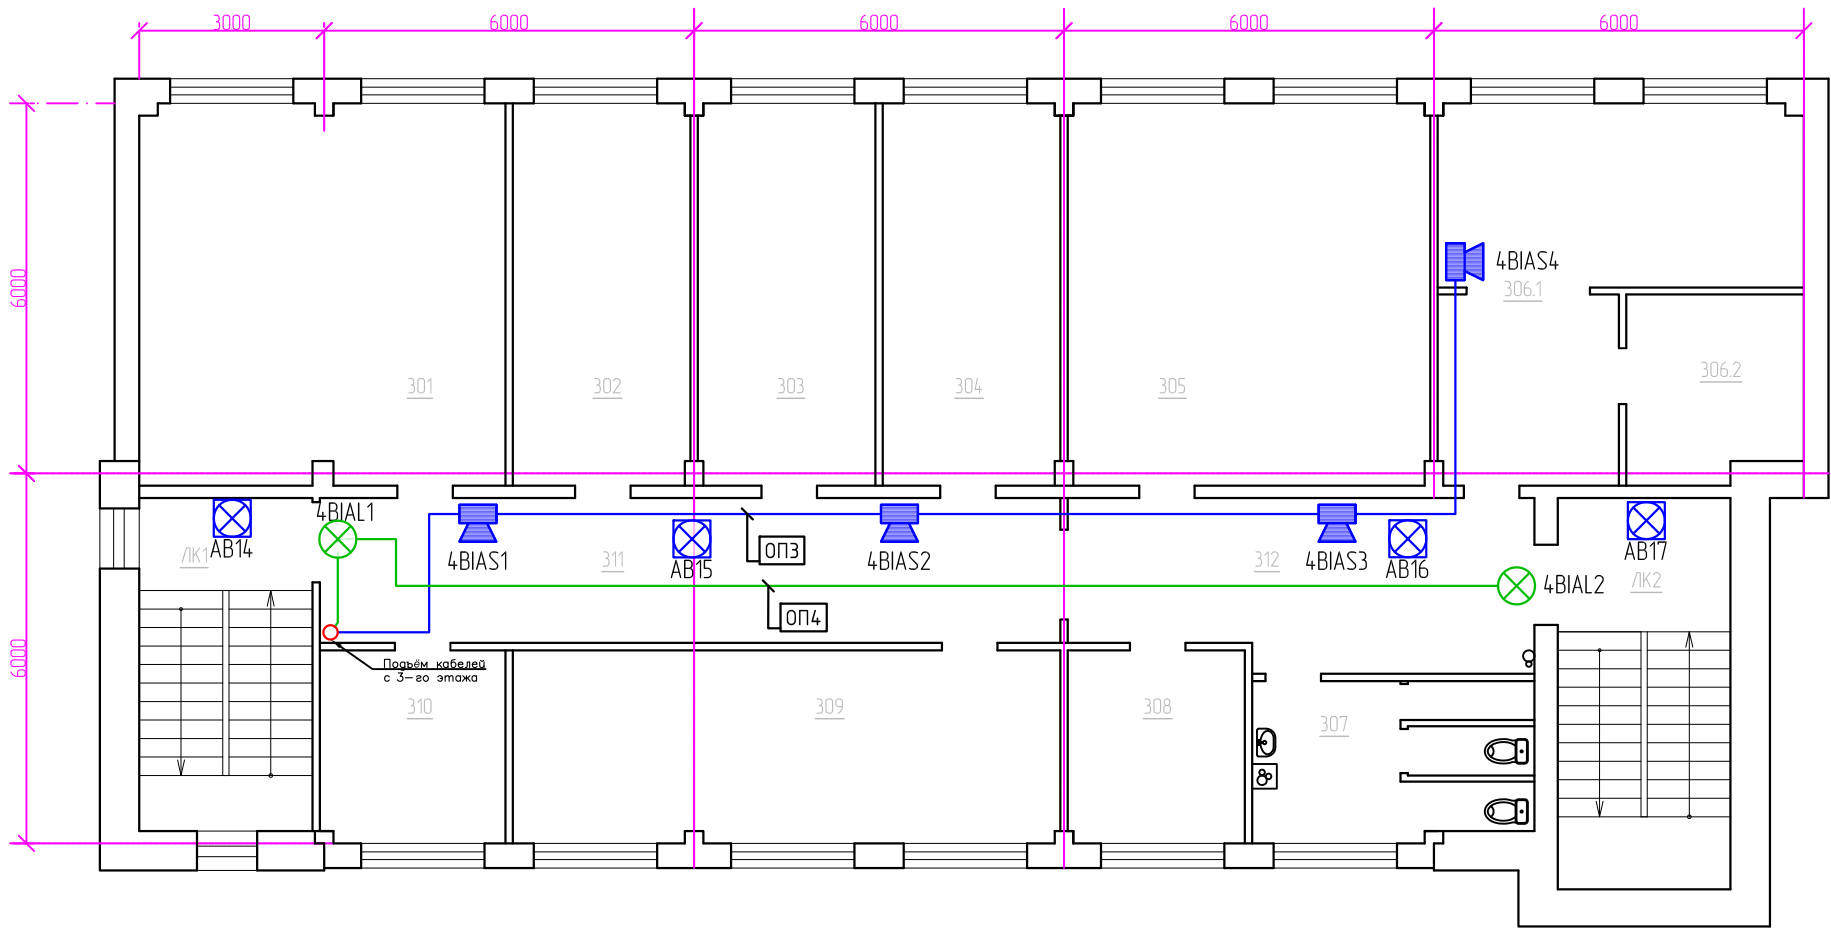 3000
6000
6000
6000
6000
6000
4BIAS4
306.1
306.2
301
302
303
304
305
4BIAL1
ЛК1
АВ14
4BIAS1
311
АВ15
ОП3
4BIAS2
312
4BIAS3
АВ16
АВ17
4BIAL2
ЛК2
ОП4
6000
Подъём кабелей
с 3-го этажа
310
309
308
307